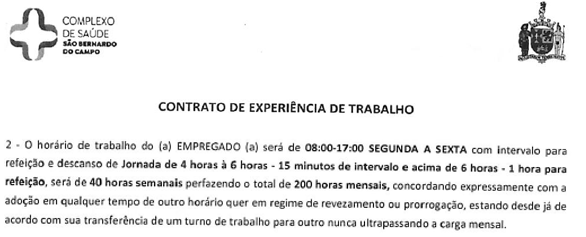 COMPLEXO
DE SAÚDE
SÃO BERNARDO
DO CAMPO
CONTRATO DE EXPERIÊNCIA DE TRABALHO
2 - O horário de trabalho do (a) EMPREGADO (a) será de 08:00-17:00 SEGUNDA A SEXTA com intervalo para
refeição e descanso de Jornada de 4 horas à 6 horas - 15 minutos de intervalo e acima de 6 horas - 1 hora para
refeição, será de 40 horas semanais perfazendo o total de 200 horas mensais, concordando expressamente com a
adoção em qualquer tempo de outro horário quer em regime de revezamento ou prorrogação, estando desde já de
acordo com sua transferência de um turno de trabalho para outro nunca ultrapassando a carga mensal.